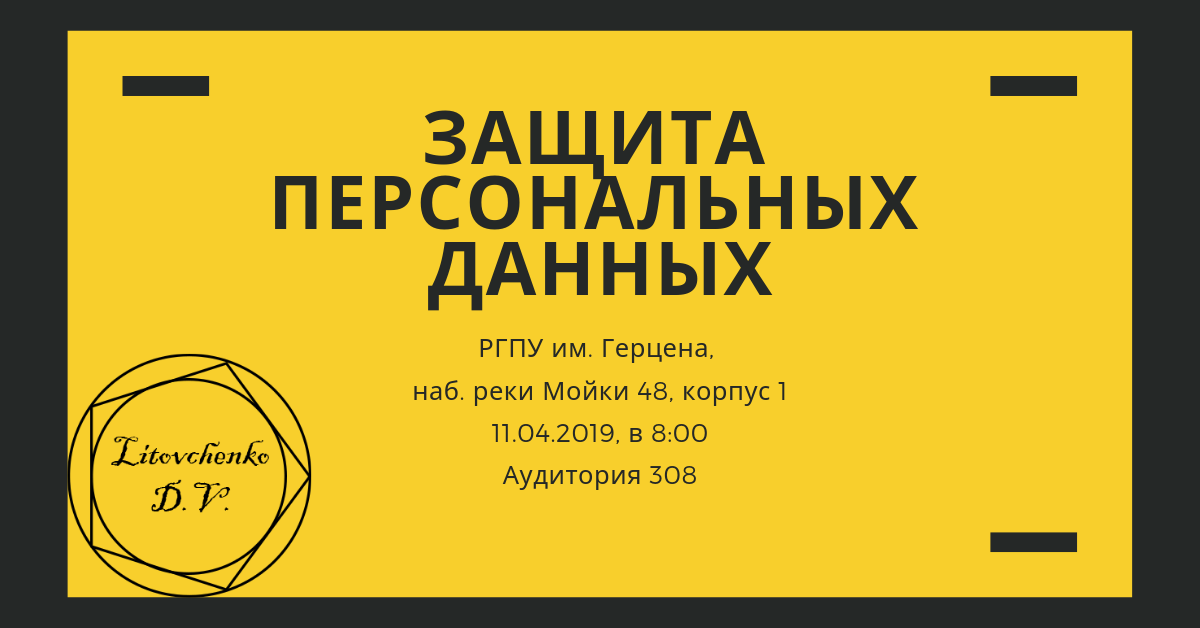 ЗАЩИТА
ПЕРСОНАЛЬНЫХ
ДАННЫХ
РГПУ им. Герцена,
наб. реки Мойки 48, корпус 1
11.04.2019, в 8:00
Аудитория 308
Litovchenko
D.V.